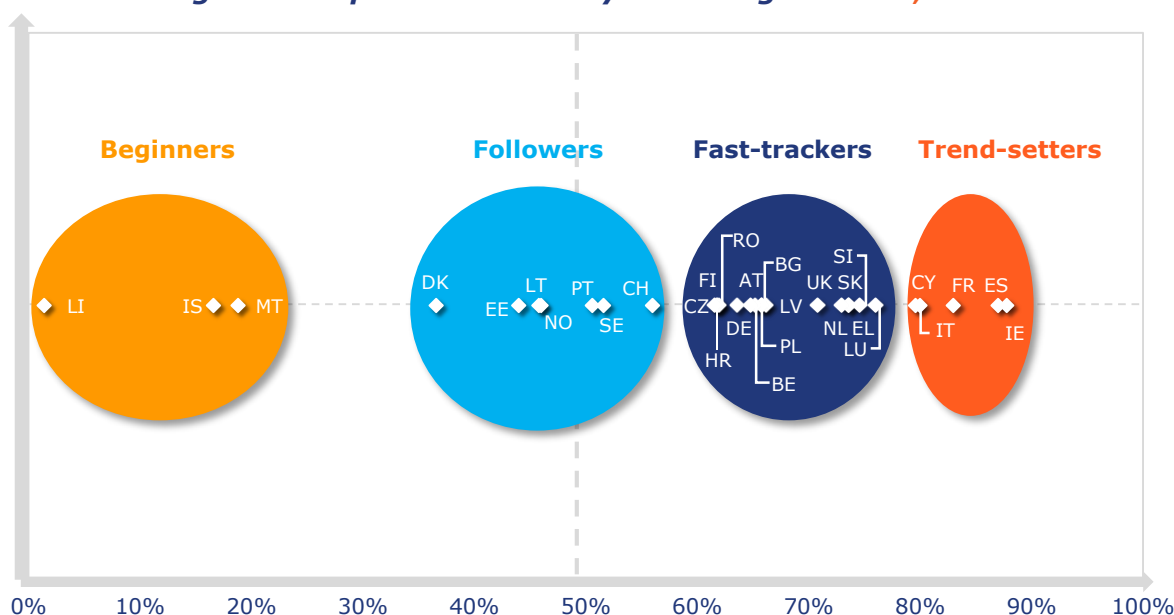 Beginners
Followers
Fast-trackers
Trend-setters
RO
SI
BG
DK
FI
AT
UK
SK
CY
FR
ES
LT
PT
CH
LI
IS
MT
EE
NO
SE
CZ
LV
DE
NL
EL
IT
IE
HR
PL
LU
BE
0%
10%
20%
30%
40%
50%
60%
70%
80%
90%
100%